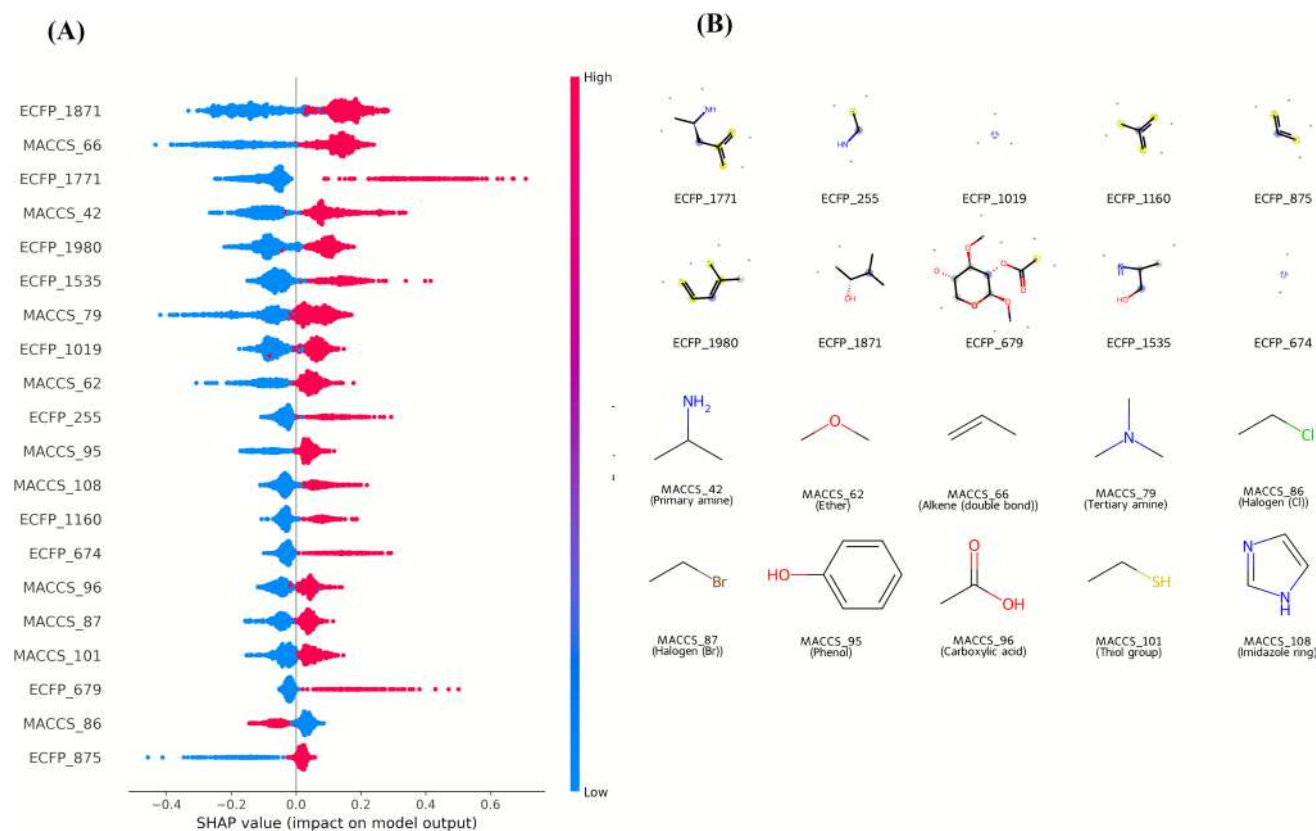 (A)
High
ECFP_1871
MACCS_66
ECFP_1771
MACCS_42
ECFP_1980
ECFP_1535
MACCS_79
ECFP_1019
MACCS_62
ECFP_255
MACCS_95
MACCS_108
ECFP_1160
ECFP_674
MACCS_96
MACCS_87
MACCS_101
ECFP_679
MACCS_86
ECFP_875
Low
−0.4 −0.2 0.0 0.2 0.4 0.6
SHAP value (impact on model output)
(B)
NH
HN
ECFP_1771 ECFP_255 ECFP_1019 ECFP_1160 ECFP_875
OH
O
O
O
O
O
O
HO
ECFP_1980 ECFP_1871 ECFP_679 ECFP_1535 ECFP_674
NH2
O
N
Cl
MACCS_42 MACCS_62 MACCS_66 MACCS_79 MACCS_86
(Primary amine) (Ether) (Alkene (double bond)) (Tertiary amine) (Halogen (Cl))
Br
HO
O
OH
SH
N
N
H
MACCS_87 MACCS_95 MACCS_96 MACCS_101 MACCS_108
(Halogen (Br)) (Phenol) (Carboxylic acid) (Thiol group) (Imidazole ring)